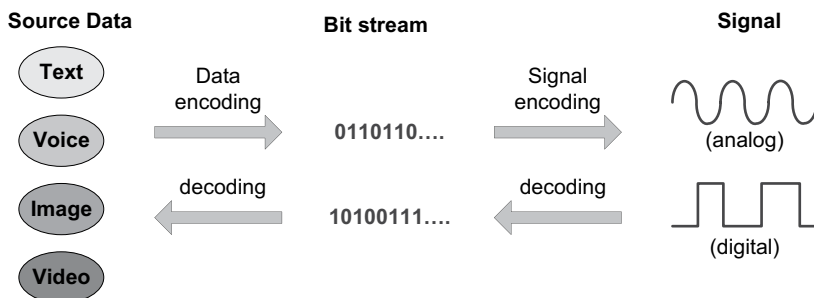 Source Data
Bit stream
Signal
Text
Data
encoding
Signal
encoding
Voice
0110110....
(analog)
decoding
decoding
Image
10100111....
(digital)
Video